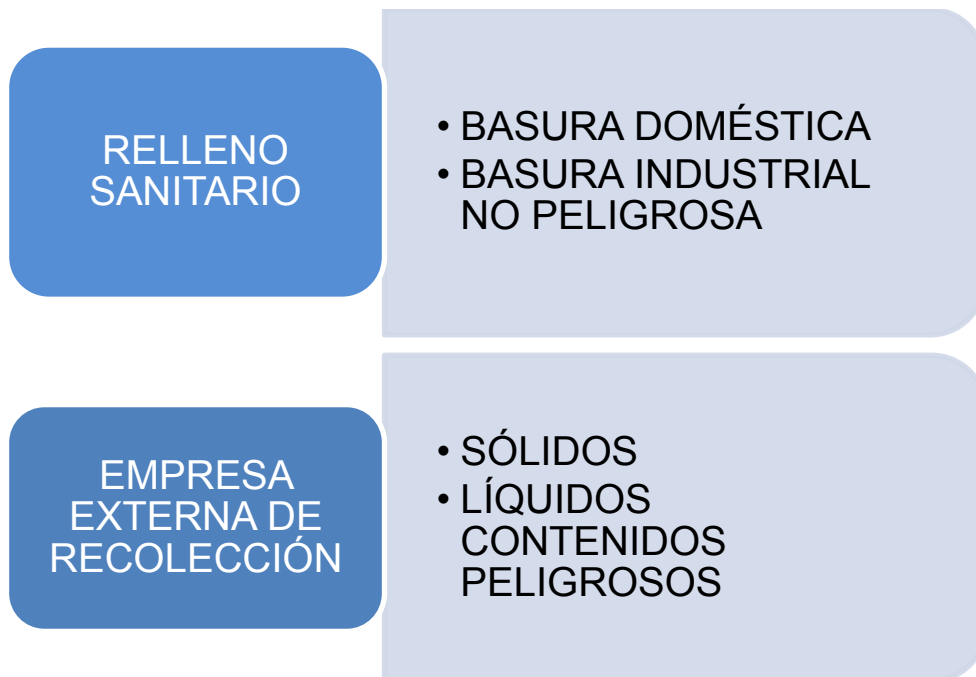 RELLENO
SANITARIO
• BASURA DOMÉSTICA
• BASURA INDUSTRIAL
NO PELIGROSA
EMPRESA
EXTERNA DE
RECOLECCIÓN
• SÓLIDOS
• LÍQUIDOS
CONTENIDOS
PELIGROSOS